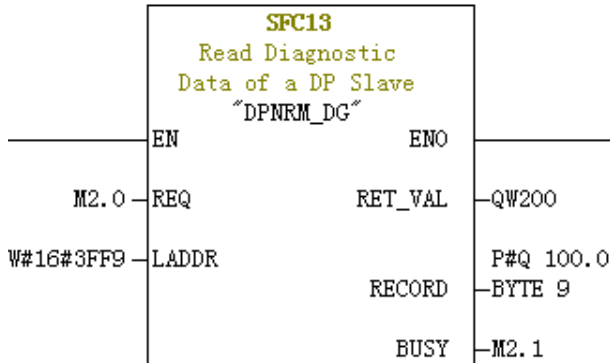 SFC13
Read Diagnostic
Data of a DP Slave
"DPNRM_DG"
EN ENO
M2.0 REQ RET_VAL QW200
W#16#3FF9 LADDR P#Q 100.0
RECORD BYTE 9
BUSY M2.1